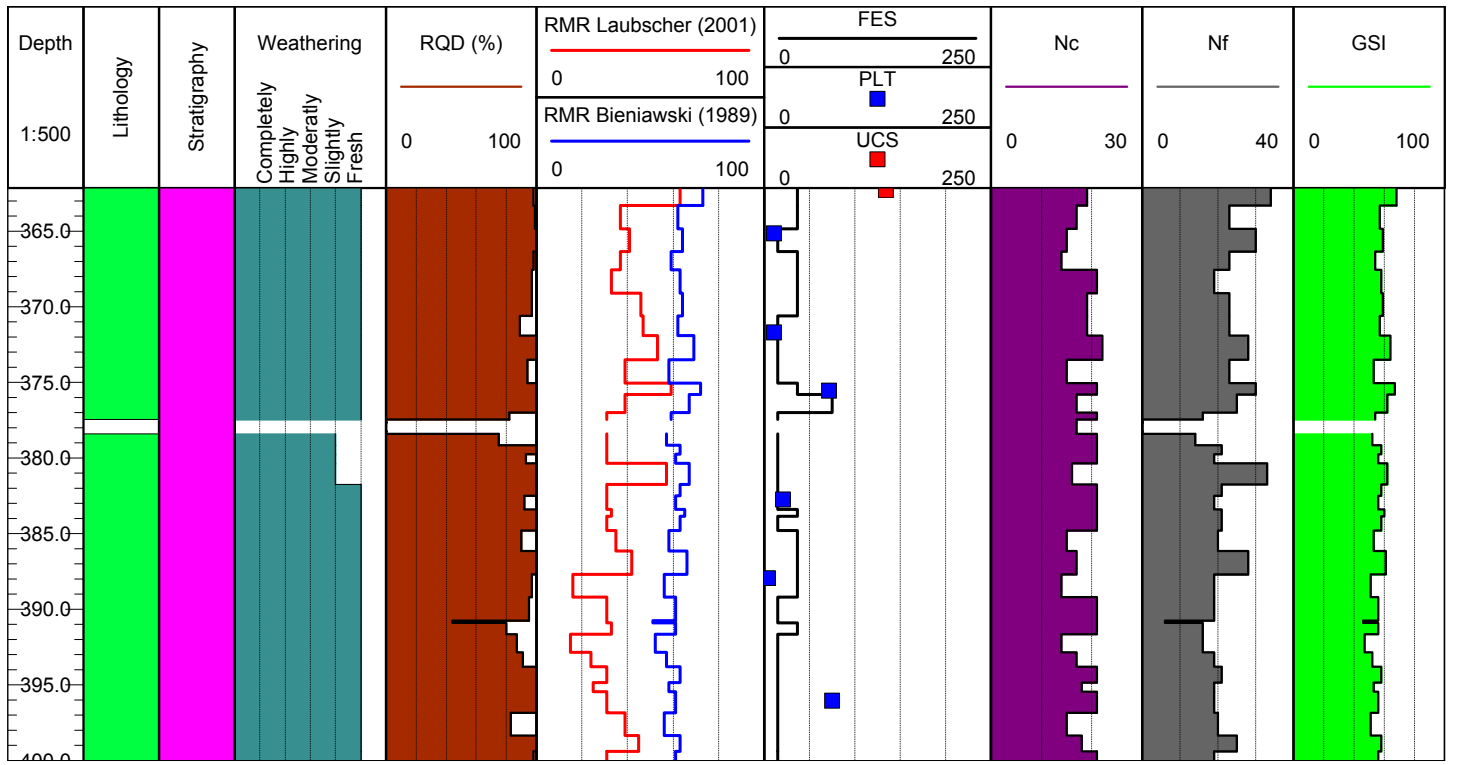 Depth
1:500
Lithology
Stratigraphy
Weathering
Completely
Highly
Moderatly
Slightly
Fresh
RQD (%)
0 100
RMR Laubscher (2001)
0 100
RMR Bieniawski (1989)
0 100
FES
0 250
PLT
0 250
UCS
0 250
Nc
0 30
Nf
0 40
GSI
0 100
365.0
370.0
375.0
380.0
385.0
390.0
395.0
400.0